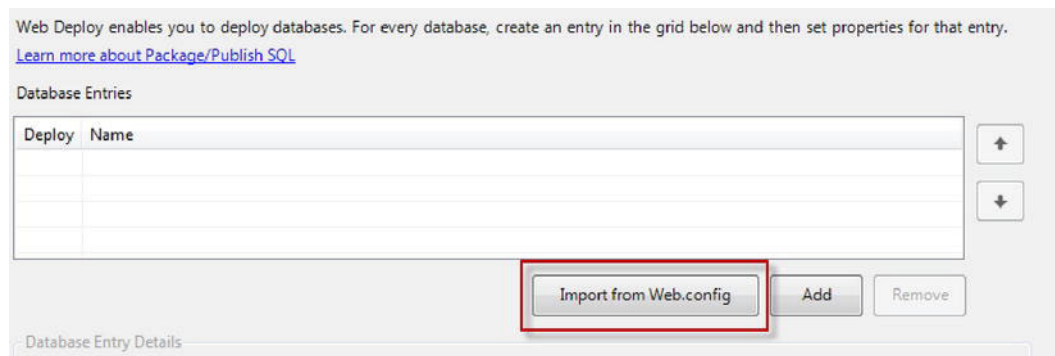 Web Deploy enables you to deploy databases. For every database, create an entry in the grid below and then set properties for that entry.
Learn more about Package/Publish SQL
Database Entries
Deploy Name
Import from Web.config Add Remove
Database Entry Details